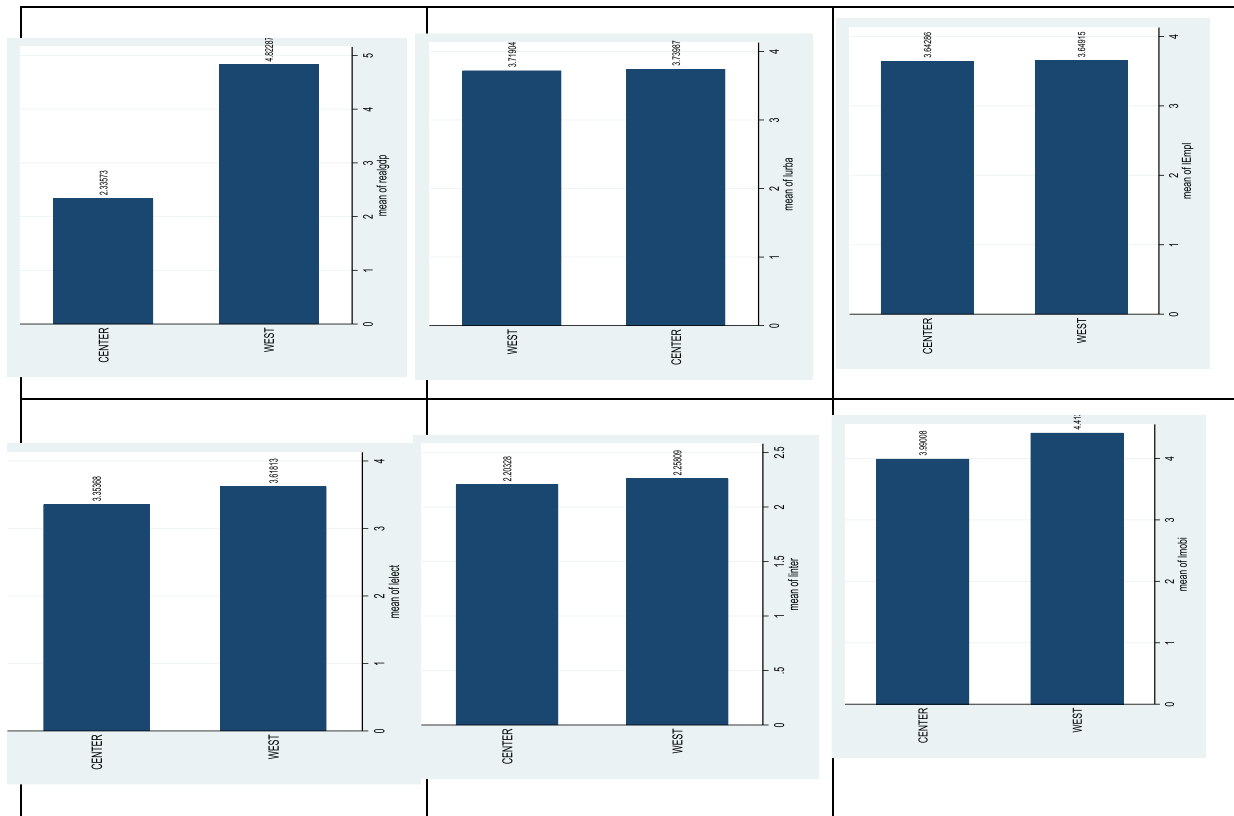 4.82287
2.33573
CENTER
WEST
0
1
2
3
4
5
mean of realgdp
3.71904
3.73987
WEST
CENTER
0
1
2
3
4
mean of lurba
3.64286
3.64915
CENTER
WEST
0
1
2
3
4
mean of lEmpl
3.35368
3.61813
CENTER
WEST
0
1
2
3
4
mean of lelect
2.20328
2.25809
CENTER
WEST
0
.5
1
1.5
2
2.5
mean of linter
3.99008
CENTER
WEST
0
1
2
3
4
mean of lmobi